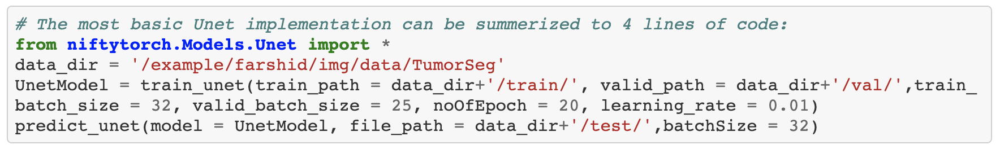 # The most basic Unet implementation can be summerized to 4 lines of code:
from niftytorch.Models.Unet import *
data_dir = '/example/farshid/img/data/TumorSeg'
UnetModel = train_unet(train_path = data_dir+'/train/', valid_path = data_dir+'/val/',train_
batch_size = 32, valid_batch_size = 25, noOfEpoch = 20, learning_rate = 0.01)
predict_unet(model = UnetModel, file_path = data_dir+'/test/',batchSize = 32)